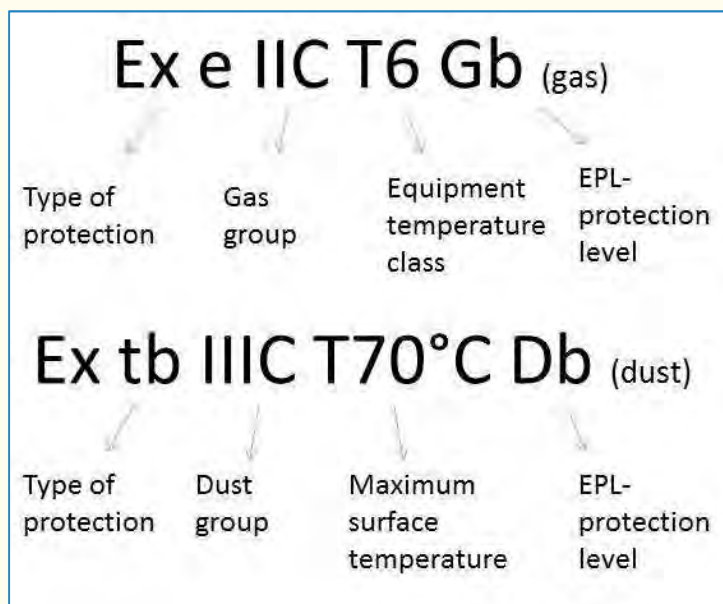 Ex e IIC T6 Gb (gas)
Type of
protection
Gas
group
Equipment
temperature
class
EPL-
protection
level
Ex tb IIIC T70°C Db (dust)
Type of
protection
Dust
group
Maximum
surface
temperature
EPL-
protection
level